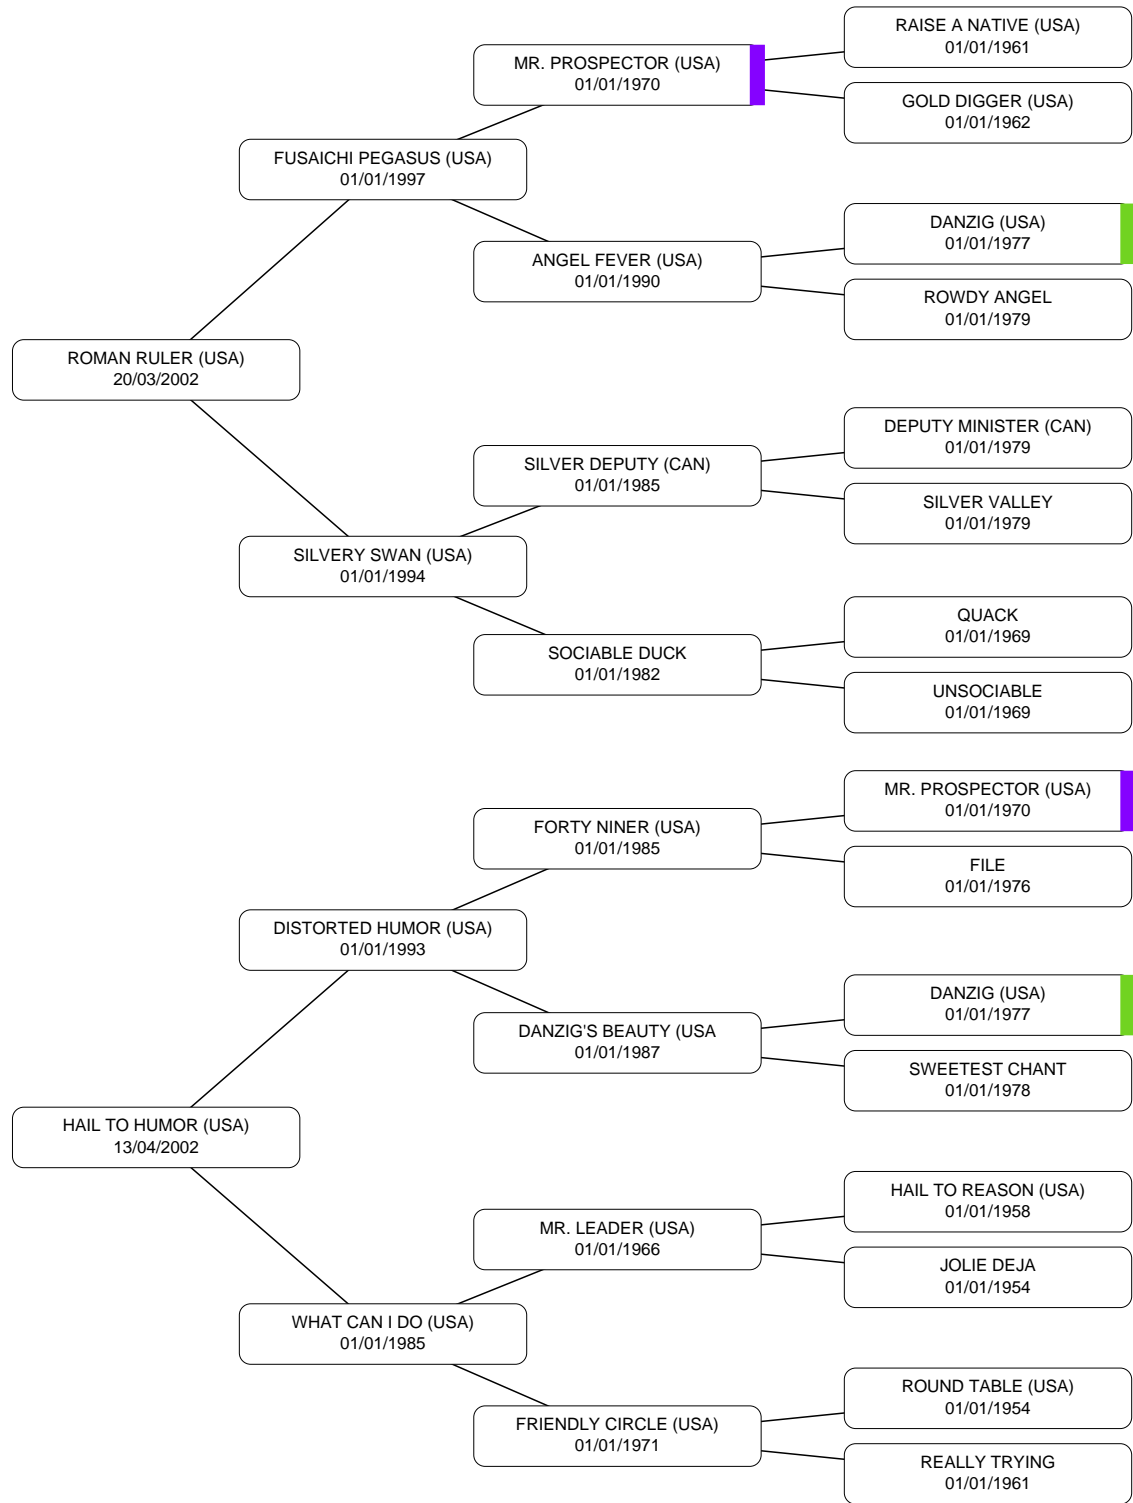 RAISE A NATIVE (USA)
01/01/1961
MR. PROSPECTOR (USA)
01/01/1970
GOLD DIGGER (USA)
01/01/1962
FUSAICHI PEGASUS (USA)
01/01/1997
DANZIG (USA)
01/01/1977
ANGEL FEVER (USA)
01/01/1990
ROWDY ANGEL
01/01/1979
ROMAN RULER (USA)
20/03/2002
DEPUTY MINISTER (CAN)
01/01/1979
SILVER DEPUTY (CAN)
01/01/1985
SILVER VALLEY
01/01/1979
SILVERY SWAN (USA)
01/01/1994
QUACK
01/01/1969
SOCIABLE DUCK
01/01/1982
UNSOCIABLE
01/01/1969
MR. PROSPECTOR (USA)
01/01/1970
FORTY NINER (USA)
01/01/1985
FILE
01/01/1976
DISTORTED HUMOR (USA)
01/01/1993
DANZIG (USA)
01/01/1977
DANZIG'S BEAUTY (USA
01/01/1987
SWEETEST CHANT
01/01/1978
HAIL TO HUMOR (USA)
13/04/2002
HAIL TO REASON (USA)
01/01/1958
MR. LEADER (USA)
01/01/1966
JOLIE DEJA
01/01/1954
WHAT CAN I DO (USA)
01/01/1985
ROUND TABLE (USA)
01/01/1954
FRIENDLY CIRCLE (USA)
01/01/1971
REALLY TRYING
01/01/1961